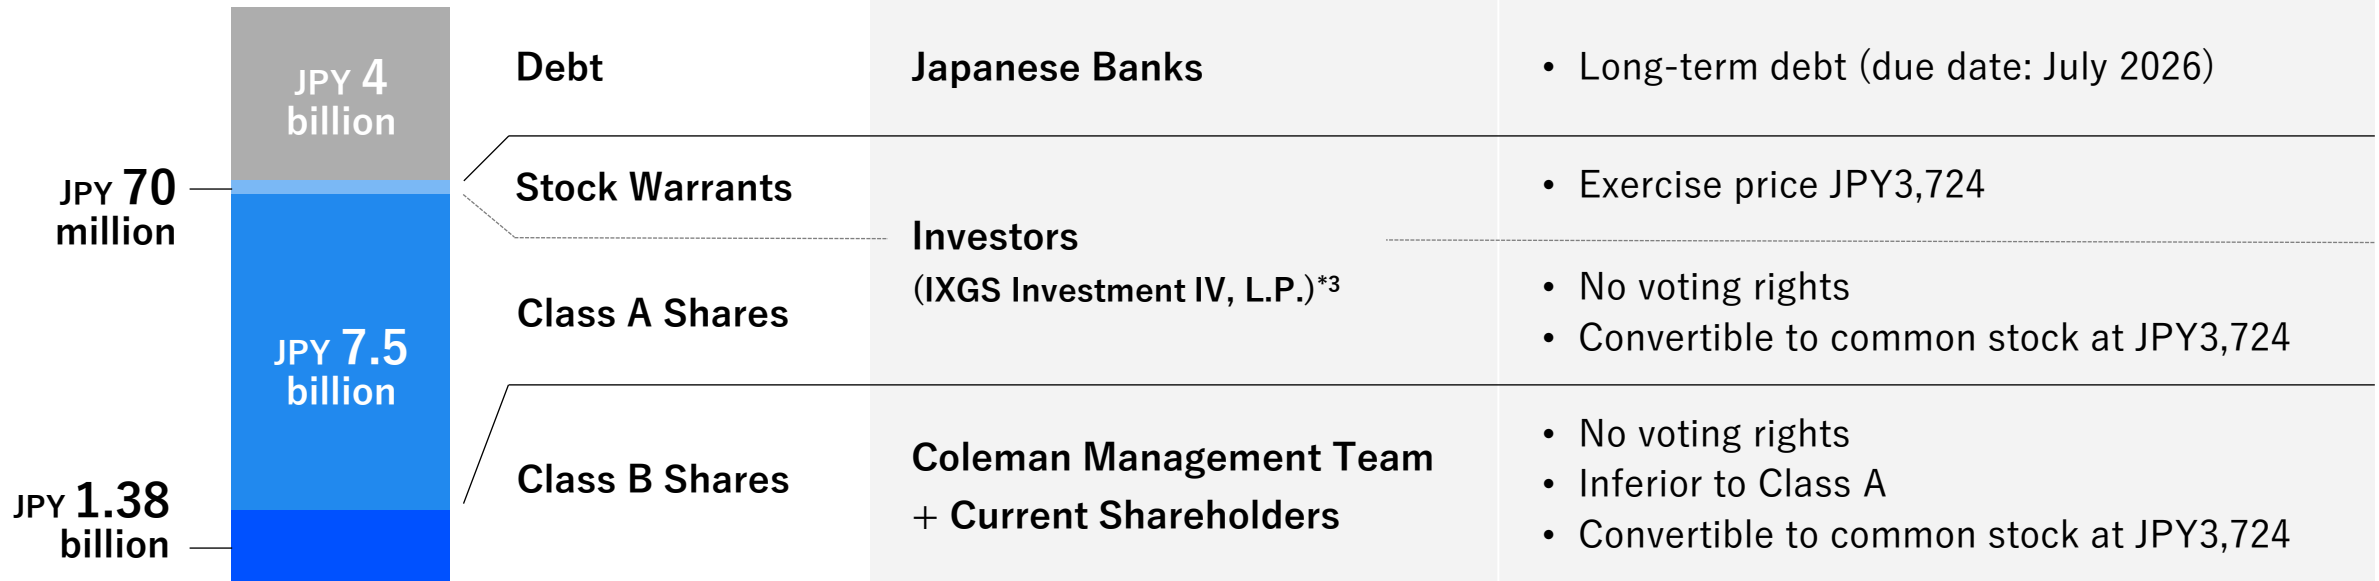 JPY 4
billion
Debt
Japanese Banks
• Long-term debt (due date: July 2026)
JPY 70
million
Stock Warrants
• Exercise price JPY3,724
Investors
(IXGS Investment IV, L.P.)*3
JPY 7.5
billion
Class A Shares
• No voting rights
• Convertible to common stock at JPY3,724
JPY 1.38
billion
Class B Shares
Coleman Management Team
+ Current Shareholders
• No voting rights
• Inferior to Class A
• Convertible to common stock at JPY3,724